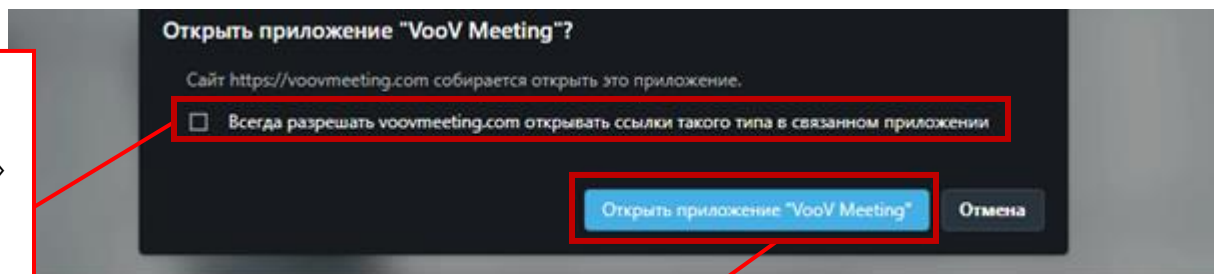 Открыть приложение "VooV Meeting"?
Сайт https://voovmeeting.com собирается открыть это приложение.
Всегда разрешать voovmeeting.com открывать ссылки такого типа в связанном приложении
»
Открыть приложение "VooV Meeting"
Отмена